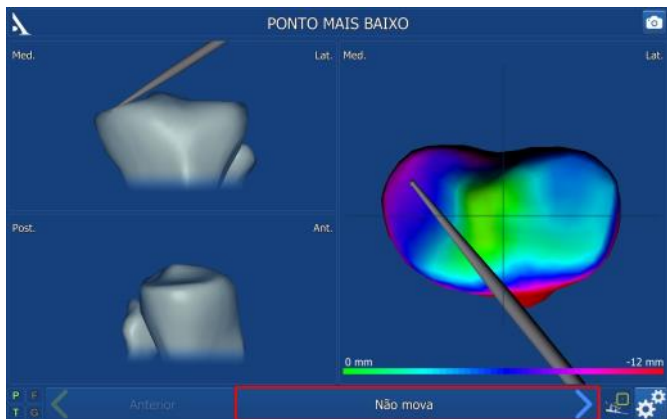 PONTO MAIS BAIXO
Med. Lat.
Med. Lat.
Post. Ant.
0 mm -12 mm
P F
T G
Anterior
Não mova